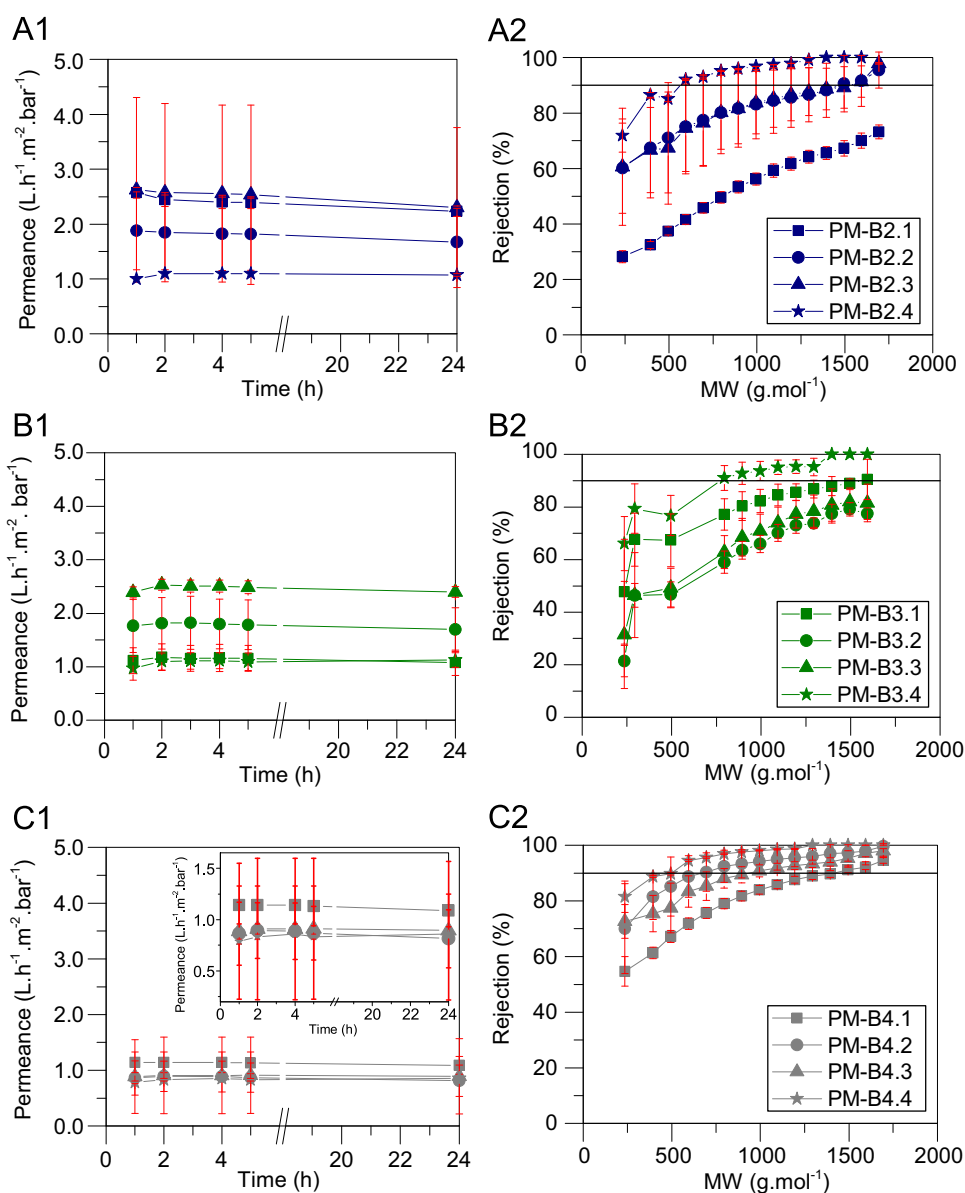 A1
Permeance (L.h⁻¹.m⁻².bar⁻¹)
5.0
4.0
3.0
2.0
1.0
0.0
0 2 4 20 22 24
Time (h)
A2
Rejection (%)
100
80
60
40
20
0
PM-B2.1
PM-B2.2
PM-B2.3
PM-B2.4
0 500 1000 1500 2000
MW (g.mol⁻¹)
B1
Permeance (L.h⁻¹.m⁻². bar⁻¹)
5.0
4.0
3.0
2.0
1.0
0.0
0 2 4 20 22 24
Time (h)
B2
Rejection (%)
100
80
60
40
20
0
PM-B3.1
PM-B3.2
PM-B3.3
PM-B3.4
0 500 1000 1500 2000
MW (g.mol⁻¹)
C1
Permeance (L.h⁻¹.m⁻².bar⁻¹)
5.0
4.0
3.0
2.0
1.0
0.0
Permeance (L.h⁻¹.m⁻².bar⁻¹)
1.5
1.0
0.5
0 2 4 20 22 24
Time (h)
0 2 4 20 22 24
Time (h)
C2
Rejection (%)
100
80
60
40
20
0
PM-B4.1
PM-B4.2
PM-B4.3
PM-B4.4
0 500 1000 1500 2000
MW (g.mol⁻¹)